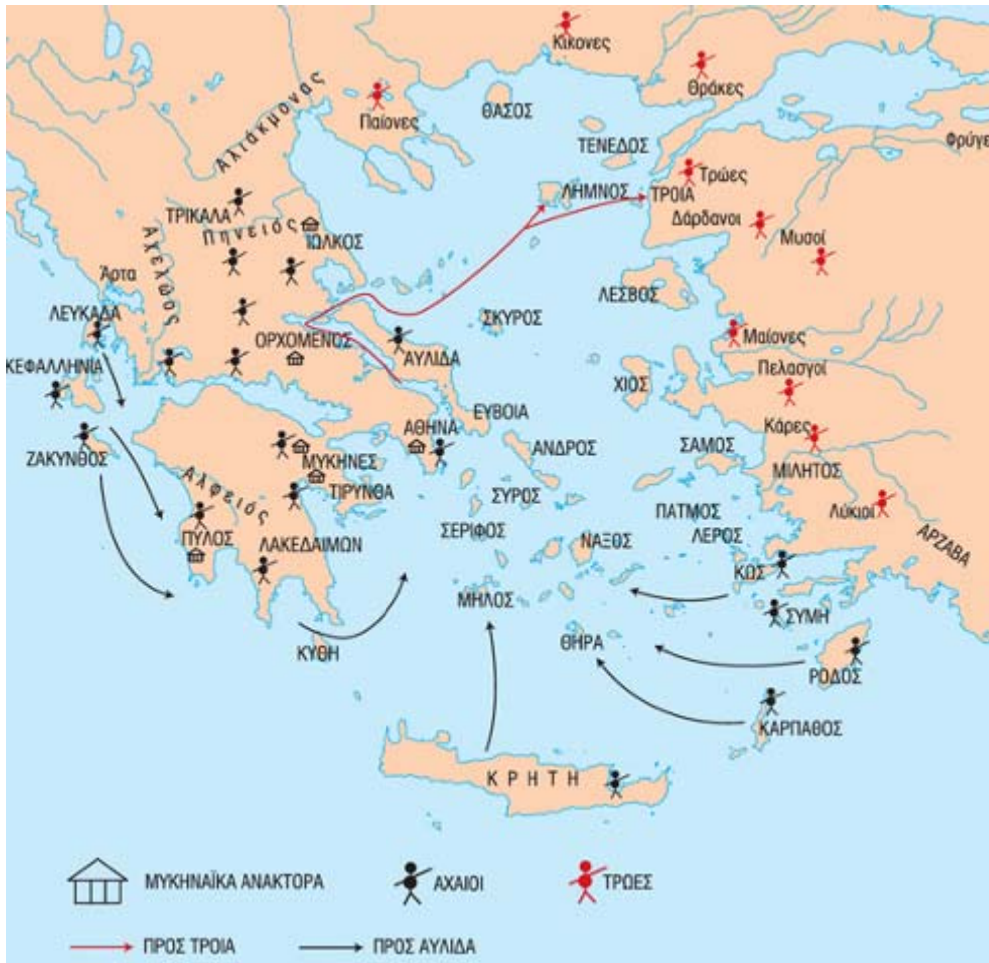 Κίκονες
Θράκες
Παίονες
ΘΑΣΟΣ
ΤΕΝΕΔΟΣ
Φρύγε
Αλιάκμονας
Τρώες
ΛΗΜΝΟΣ
ΤΡΟΙΑ
ΤΡΙΚΑΛΑ
Πηνειός
Δάρδανοι
Μυσοί
ΙΩΛΚΟΣ
Αχελώος
Άρτα
ΛΕΣΒΟΣ
ΛΕΥΚΑΔΑ
ΣΚΥΡΟΣ
ΟΡΧΟΜΕΝΟΣ
ΑΥΛΙΔΑ
Μαίονες
ΚΕΦΑΛΛΗΝΙΑ
Πελασγοί
ΧΙΟΣ
ΕΥΒΟΙΑ
ΑΘΗΝΑ
Κάρες
ΖΑΚΥΝΘΟΣ
ΑΝΔΡΟΣ
ΣΑΜΟΣ
ΜΥΚΗΝΕΣ
ΜΙΛΗΤΟΣ
Αλφειός
ΤΙΡΥΝΘΑ
ΣΥΡΟΣ
ΠΑΤΜΟΣ
Λύκιοι
ΣΕΡΙΦΟΣ
ΛΕΡΟΣ
ΠΥΛΟΣ
ΛΑΚΕΔΑΙΜΩΝ
ΝΑΞΟΣ
ΑΡΖΑΒΑ
ΚΩΣ
ΜΗΛΟΣ
ΣΥΜΗ
ΘΗΡΑ
ΚΥΘΗ
ΡΟΔΟΣ
ΚΑΡΠΑΘΟΣ
ΚΡΗΤΗ
ΜΥΚΗΝΑΪΚΑ ΑΝΑΚΤΟΡΑ
ΑΧΑΙΟΙ
ΤΡΩΕΣ
ΠΡΟΣ ΤΡΟΙΑ
ΠΡΟΣ ΑΥΛΙΔΑ